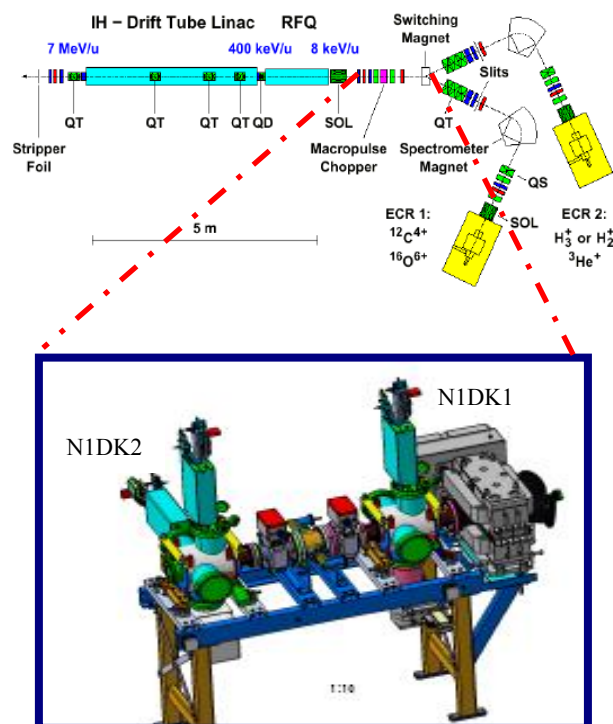 IH – Drift Tube Linac RFQ
7 MeV/u 400 keV/u 8 keV/u
Switching
Magnet
Slits
QT QT QT QT QD SOL QT
Stripper
Foil
Macropulse
Chopper
Spectrometer
Magnet
QS
SOL
5 m
ECR 1:
¹²C⁴⁺
¹⁶O⁶⁺
ECR 2:
H₃⁺ or H₂⁺
³He⁺
N1DK1
N1DK2
1:10